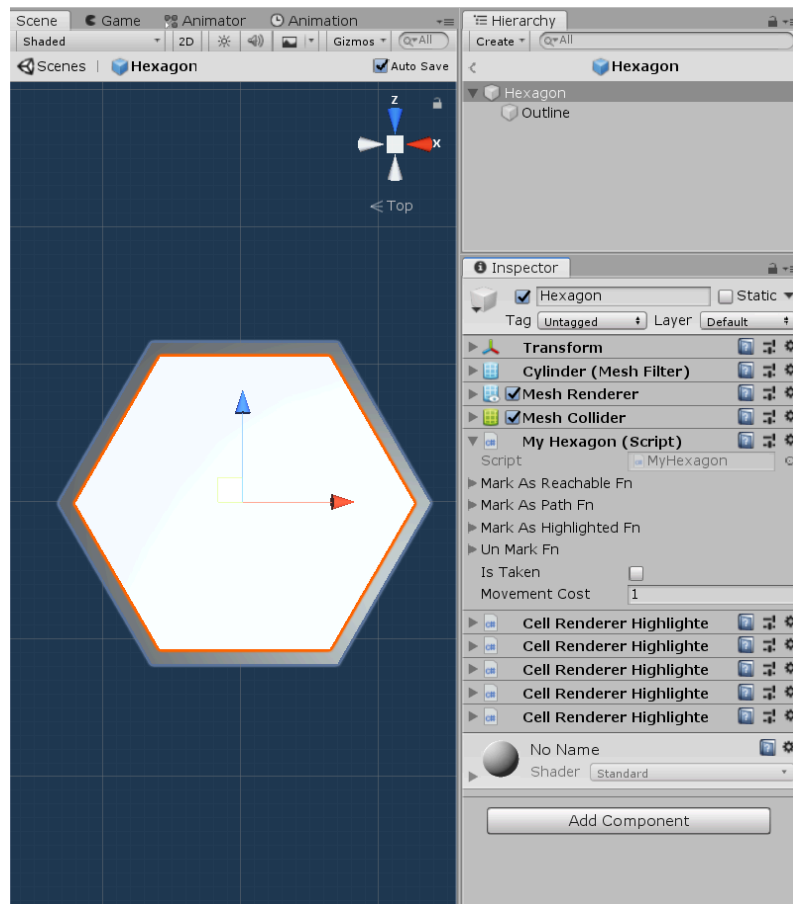 Scene Game Animator Animation
Shaded 2D Gizmos All
Scenes | Hexagon Auto Save
z
x
Top
Hierarchy
Create All
Hexagon
Hexagon
Outline
Inspector
Hexagon Static
Tag Untagged Layer Default
Transform
Cylinder (Mesh Filter)
Mesh Renderer
Mesh Collider
My Hexagon (Script)
Script MyHexagon
Mark As Reachable Fn
Mark As Path Fn
Mark As Highlighted Fn
Un Mark Fn
Is Taken
Movement Cost 1
Cell Renderer Highlighte
Cell Renderer Highlighte
Cell Renderer Highlighte
Cell Renderer Highlighte
Cell Renderer Highlighte
No Name
Shader Standard
Add Component